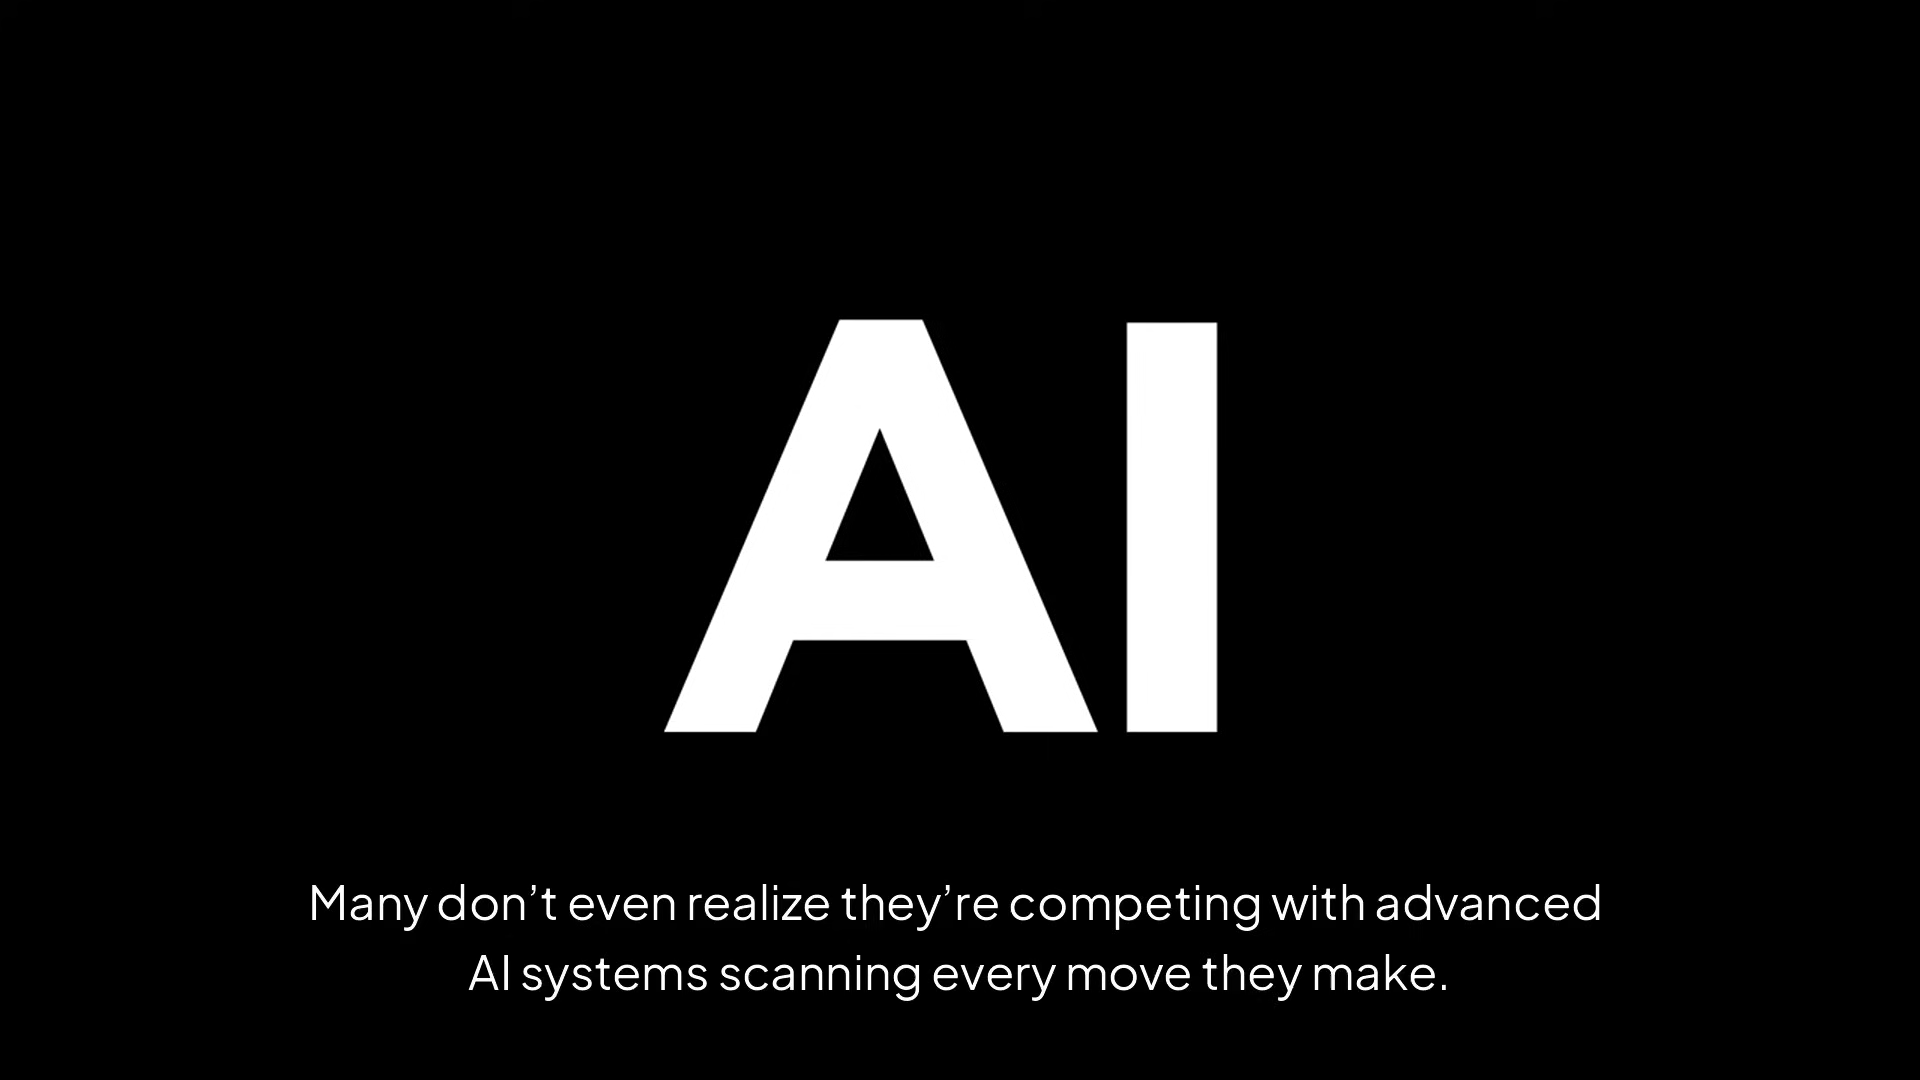 AI
Many don’t even realize they’re competing with advanced
AI systems scanning every move they make.